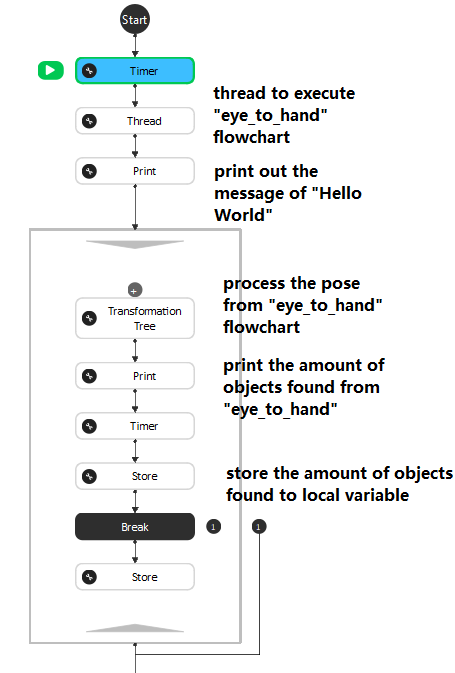 Start
Timer
thread to execute
"eye_to_hand"
flowchart
Thread
print out the
message of "Hello
World"
Print
process the pose
from "eye_to_hand"
flowchart
+
Transformation
Tree
print the amount of
objects found from
"eye_to_hand"
Print
Timer
store the amount of objects
found to local variable
Store
Break
1
1
Store